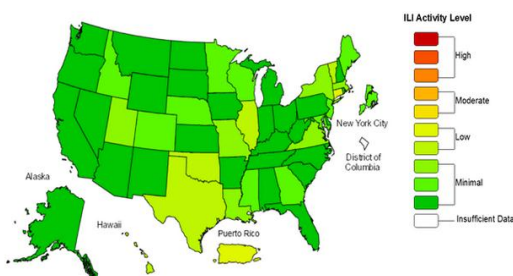 ILI Activity Level
High
Moderate
New York City
Low
District of
Columbia
Alaska
Minimal
Hawaii
Puerto Rico
Insufficient Data